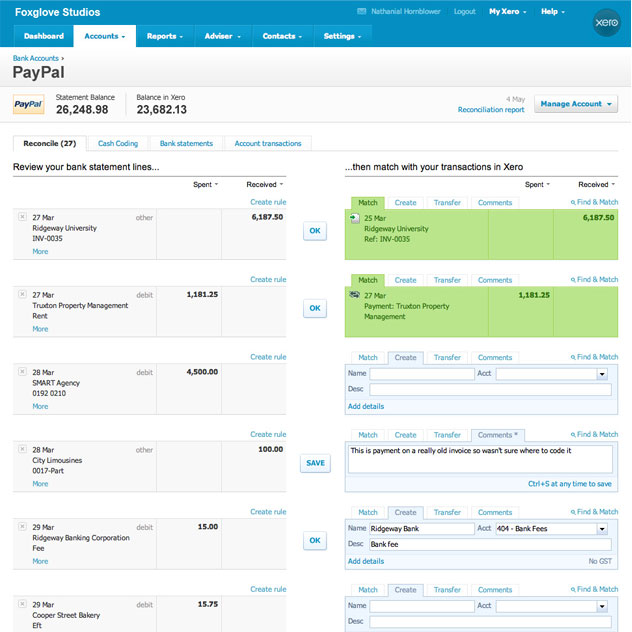 Foxglove Studios
Nathanial Hornblower Logout My Xero Help
xero
Dashboard Accounts Reports Adviser Contacts Settings
Bank Accounts ›
PayPal
PayPal
Statement Balance
26,248.98
Balance in Xero
23,682.13
4 May
Reconciliation report
Manage Account
Reconcile (27) Cash Coding Bank statements Account transactions
Review your bank statement lines...
...then match with your transactions in Xero
Spent Received
Spent Received
Create rule
Match Create Transfer Comments Find & Match
27 Mar other 6,187.50
Ridgeway University
INV-0035
More
OK
25 Mar 6,187.50
Ridgeway University
Ref: INV-0035
Create rule
Match Create Transfer Comments Find & Match
27 Mar debit 1,181.25
Truxton Property Management
Rent
More
OK
27 Mar 1,181.25
Payment: Truxton Property
Management
Create rule
Match Create Transfer Comments Find & Match
28 Mar debit 4,500.00
SMART Agency
0192 0210
More
Name Acct
Desc
Add details
Create rule
Match Create Transfer Comments * Find & Match
28 Mar other 100.00
City Limousines
0017-Part
More
SAVE
This is payment on a really old invoice so wasn't sure where to code it
Ctrl+S at any time to save
Create rule
Match Create Transfer Comments Find & Match
29 Mar debit 15.00
Ridgeway Banking Corporation
Fee
More
OK
Name Ridgeway Bank Acct 404 - Bank Fees
Desc Bank fee
Add details No GST
Create rule
Match Create Transfer Comments Find & Match
29 Mar debit 15.75
Cooper Street Bakery
Eft
Name Acct
Desc